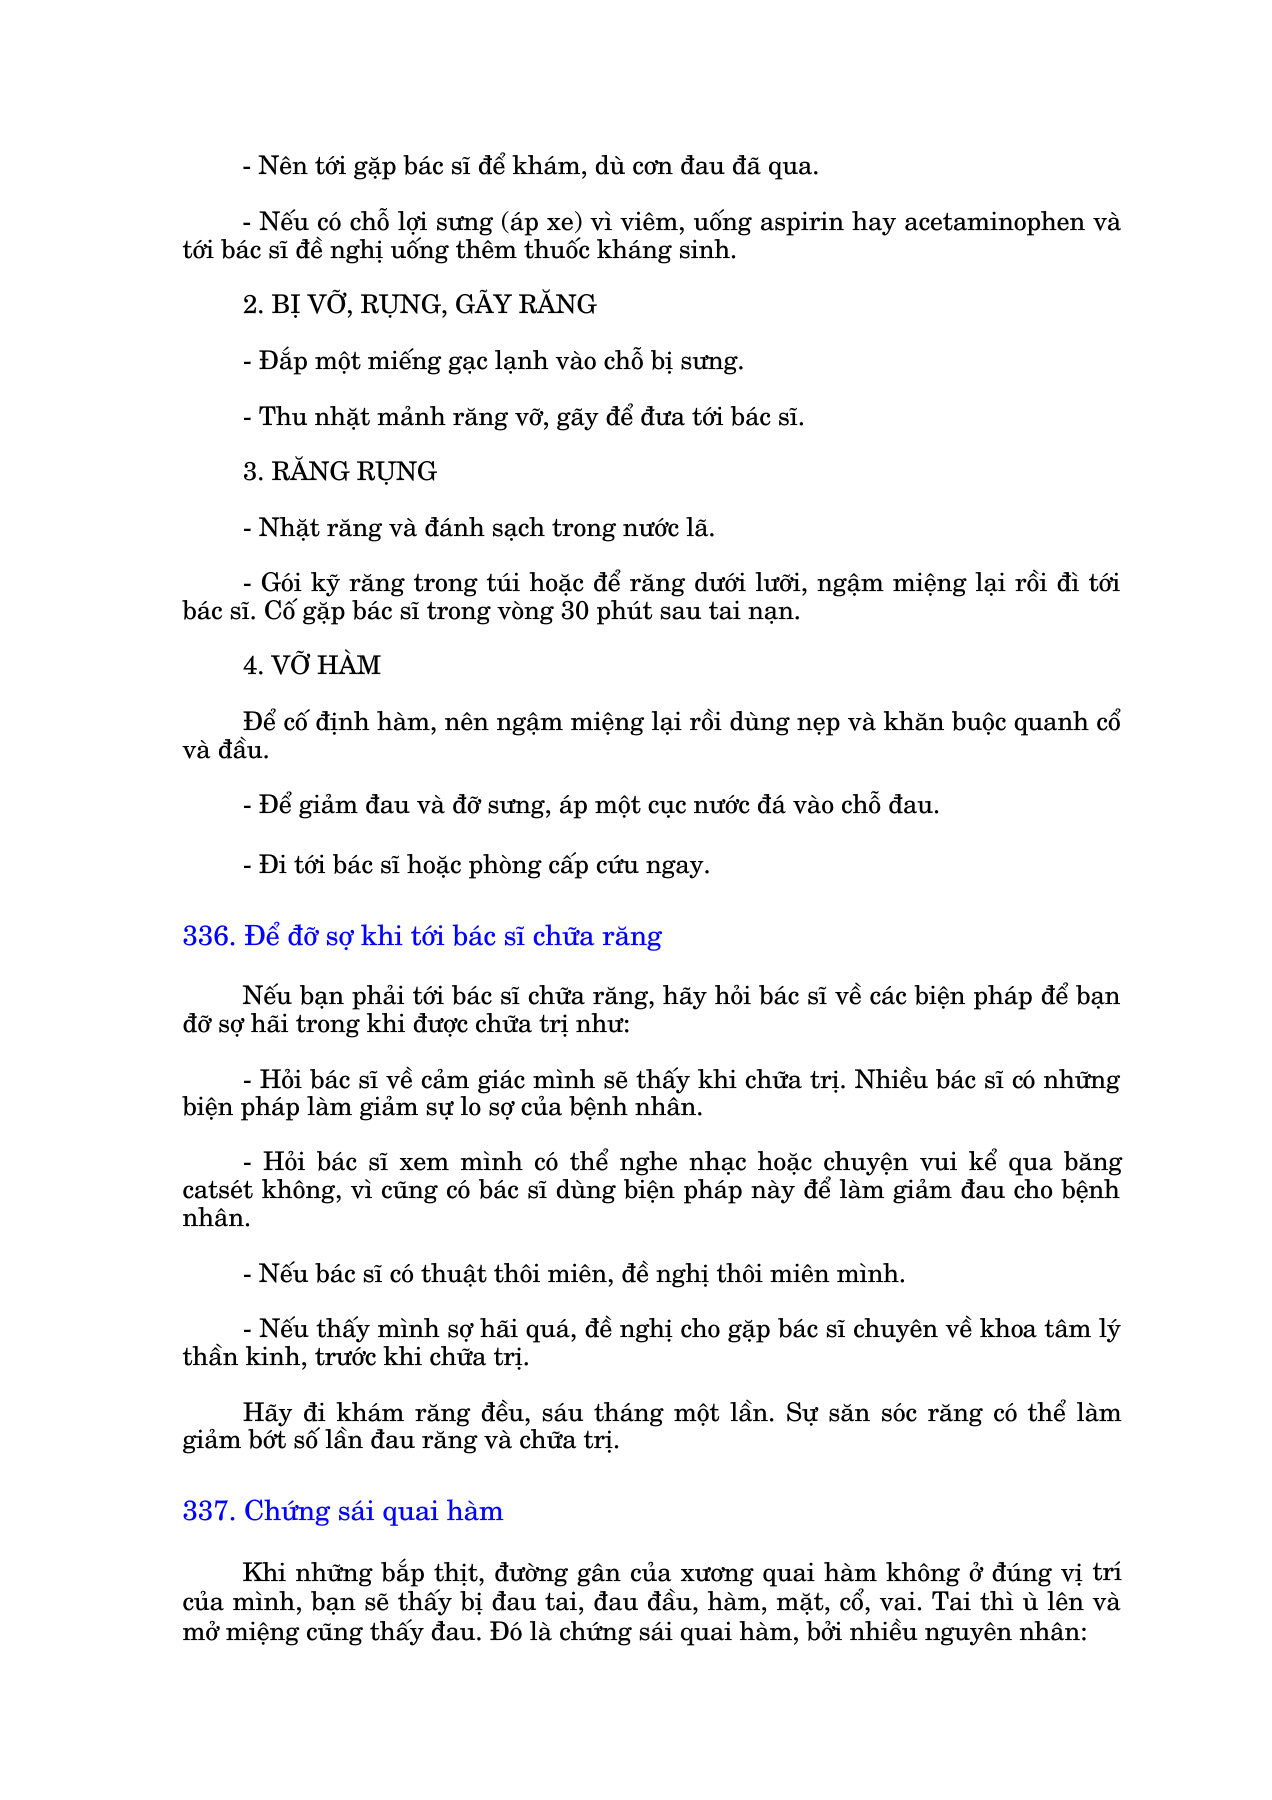 - Nên tới gặp bác sĩ để khám, dù cơn đau đã qua.
- Nếu có chỗ lợi sưng (áp xe) vì viêm, uống aspirin hay acetaminophen và
tới bác sĩ đề nghị uống thêm thuốc kháng sinh.
2. BỊ VỠ, RỤNG, GÃY RĂNG
- Đắp một miếng gạc lạnh vào chỗ bị sưng.
- Thu nhặt mảnh răng vỡ, gãy để đưa tới bác sĩ.
3. RĂNG RỤNG
- Nhặt răng và đánh sạch trong nước lã.
- Gói kỹ răng trong túi hoặc để răng dưới lưỡi, ngậm miệng lại rồi đì tới
bác sĩ. Cố gặp bác sĩ trong vòng 30 phút sau tai nạn.
4. VỠ HÀM
Để cố định hàm, nên ngậm miệng lại rồi dùng nẹp và khăn buộc quanh cổ
và đầu.
- Để giảm đau và đỡ sưng, áp một cục nước đá vào chỗ đau.
- Đi tới bác sĩ hoặc phòng cấp cứu ngay.
336. Để đỡ sợ khi tới bác sĩ chữa răng
Nếu bạn phải tới bác sĩ chữa răng, hãy hỏi bác sĩ về các biện pháp để bạn
đỡ sợ hãi trong khi được chữa trị như:
- Hỏi bác sĩ về cảm giác mình sẽ thấy khi chữa trị. Nhiều bác sĩ có những
biện pháp làm giảm sự lo sợ của bệnh nhân.
- Hỏi bác sĩ xem mình có thể nghe nhạc hoặc chuyện vui kể qua băng
catsét không, vì cũng có bác sĩ dùng biện pháp này để làm giảm đau cho bệnh
nhân.
- Nếu bác sĩ có thuật thôi miên, đề nghị thôi miên mình.
- Nếu thấy mình sợ hãi quá, đề nghị cho gặp bác sĩ chuyên về khoa tâm lý
thần kinh, trước khi chữa trị.
Hãy đi khám răng đều, sáu tháng một lần. Sự săn sóc răng có thể làm
giảm bớt số lần đau răng và chữa trị.
337. Chứng sái quai hàm
Khi những bắp thịt, đường gân của xương quai hàm không ở đúng vị trí
của mình, bạn sẽ thấy bị đau tai, đau đầu, hàm, mặt, cổ, vai. Tai thì ù lên và
mở miệng cũng thấy đau. Đó là chứng sái quai hàm, bởi nhiều nguyên nhân: